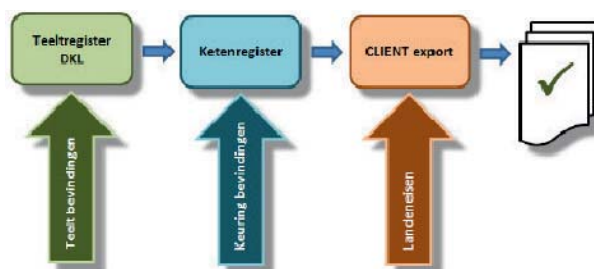 Teeltregister
DKL
Ketenregister
CLIENT export
Teelt bevindingen
Keuring bevindingen
Landeneisen